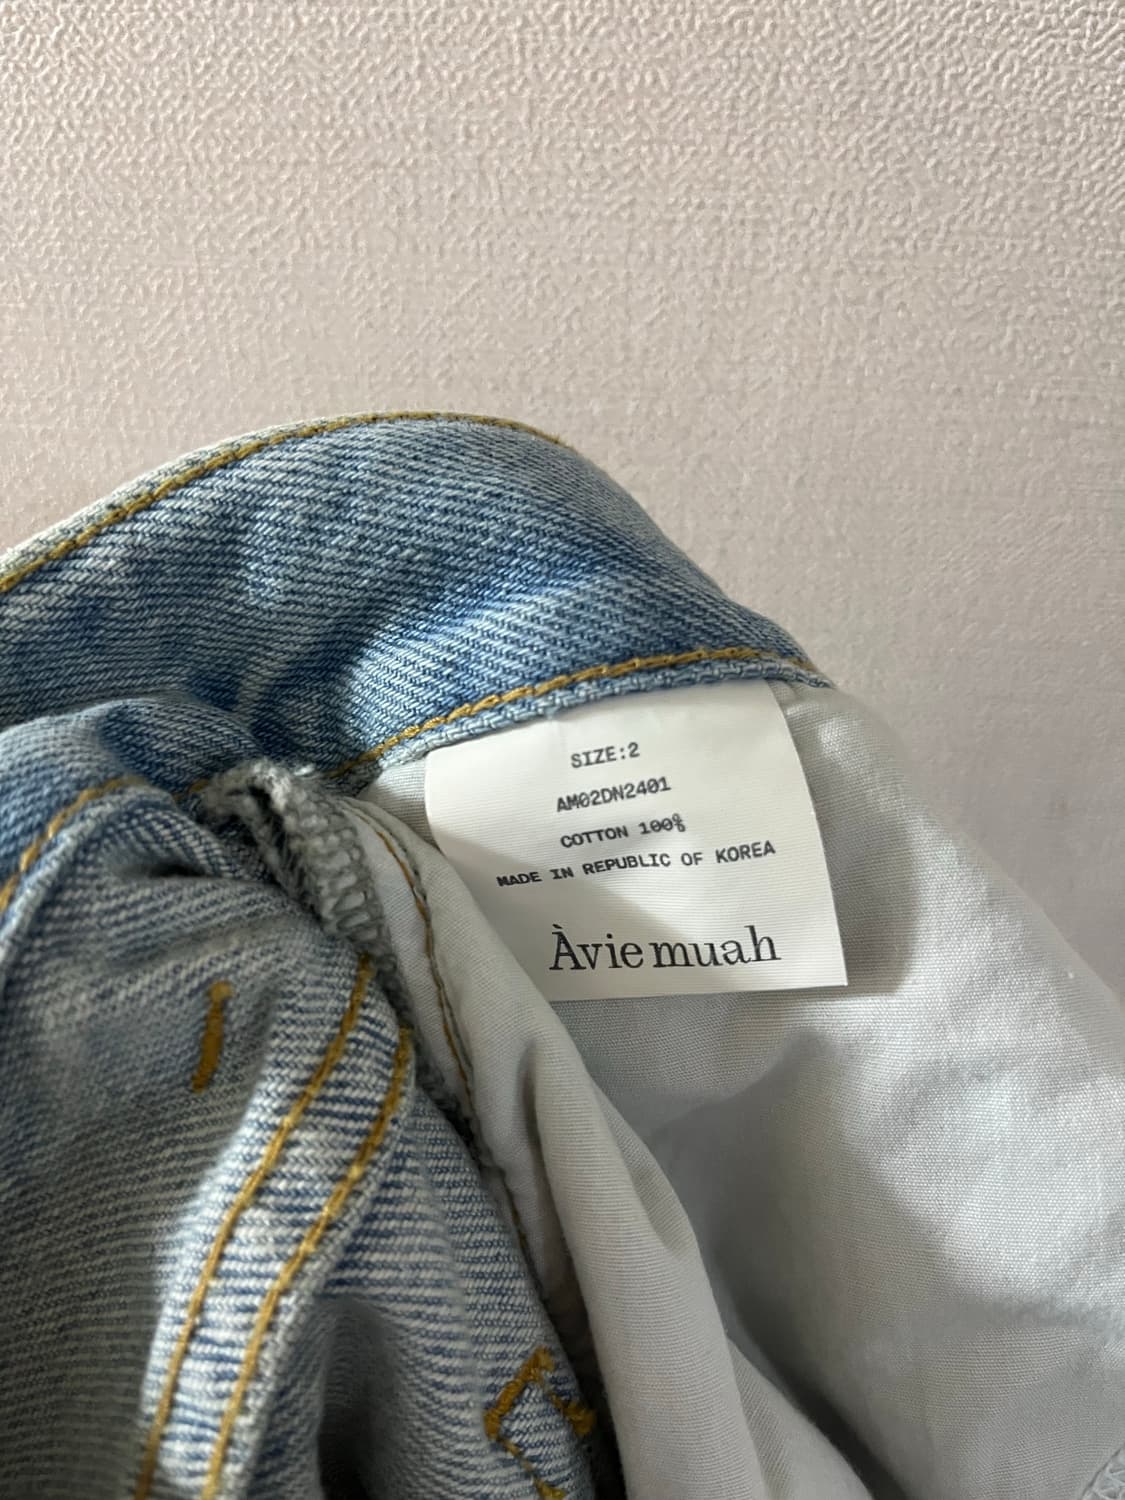 SIZE:2
AM02DN2401
COTTON 100%
MADE IN REPUBLIC OF KOREA
Àvie muah